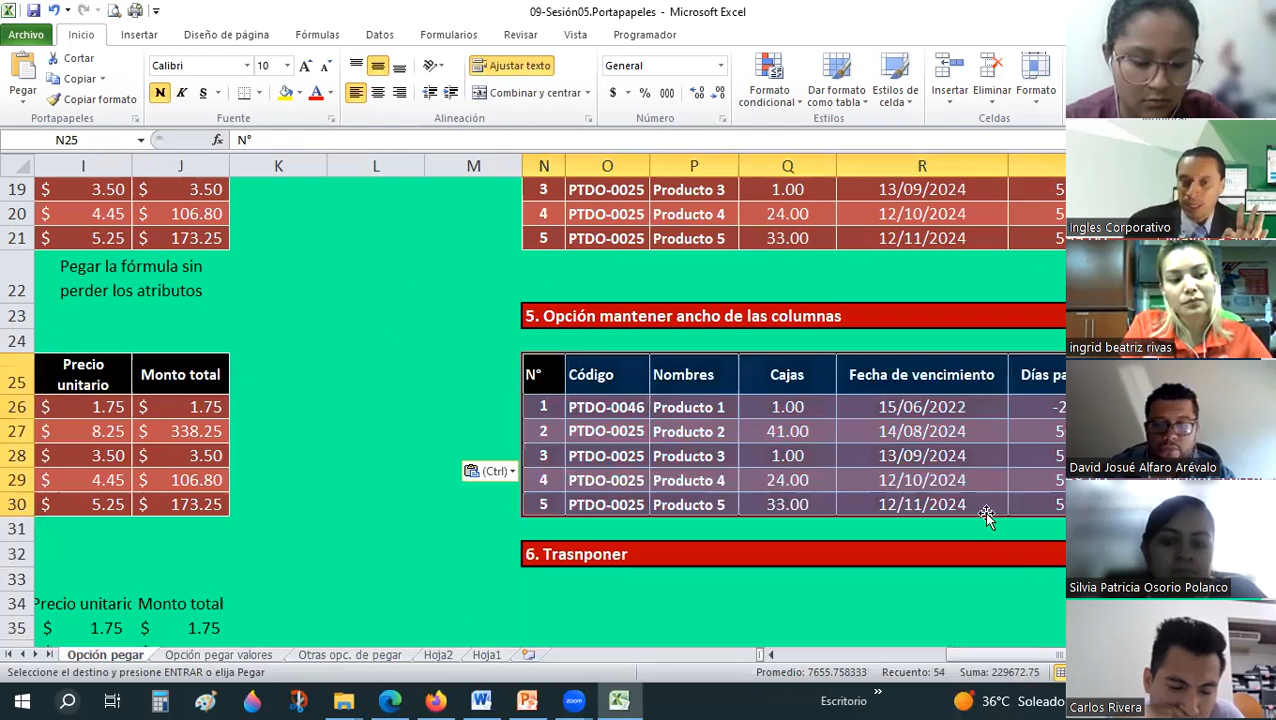 09-Sesión05.Portapapeles - Microsoft Excel
Archivo Inicio Insertar Diseño de página Fórmulas Datos Formularios Revisar Vista Programador
Pegar
Cortar
Copiar
Copiar formato
Portapapeles
Calibri 10
N K S
Fuente
Ajustar texto
Combinar y centrar
Alineación
General
$ % 000
Número
Formato condicional
Dar formato como tabla
Estilos de celda
Estilos
Insertar Eliminar Formato
Celdas
N25 fx N°
I J K L M N O P Q R
19 $ 3.50 $ 3.50 3 PTDO-0025 Producto 3 1.00 13/09/2024 5
20 $ 4.45 $ 106.80 4 PTDO-0025 Producto 4 24.00 12/10/2024 5
21 $ 5.25 $ 173.25 5 PTDO-0025 Producto 5 33.00 12/11/2024 5
22 Pegar la fórmula sin
perder los atributos
23 5. Opción mantener ancho de las columnas
24
25 Precio unitario Monto total N° Código Nombres Cajas Fecha de vencimiento Días pa
26 $ 1.75 $ 1.75 1 PTDO-0046 Producto 1 1.00 15/06/2022 -2
27 $ 8.25 $ 338.25 2 PTDO-0025 Producto 2 41.00 14/08/2024 5
28 $ 3.50 $ 3.50 3 PTDO-0025 Producto 3 1.00 13/09/2024 5
29 $ 4.45 $ 106.80 4 PTDO-0025 Producto 4 24.00 12/10/2024 5
30 $ 5.25 $ 173.25 5 PTDO-0025 Producto 5 33.00 12/11/2024 5
(Ctrl)
31
32 6. Trasnponer
33
34 Precio unitario Monto total
35 $ 1.75 $ 1.75
Opción pegar Opción pegar valores Otras opc. de pegar Hoja2 Hoja1
Seleccione el destino y presione ENTRAR o elija Pegar Promedio: 7655.758333 Recuento: 54 Suma: 229672.75
Escritorio » 36°C Soleado
Ingles Corporativo
ingrid beatriz rivas
David Josué Alfaro Arévalo
Silvia Patricia Osorio Polanco
Carlos Rivera